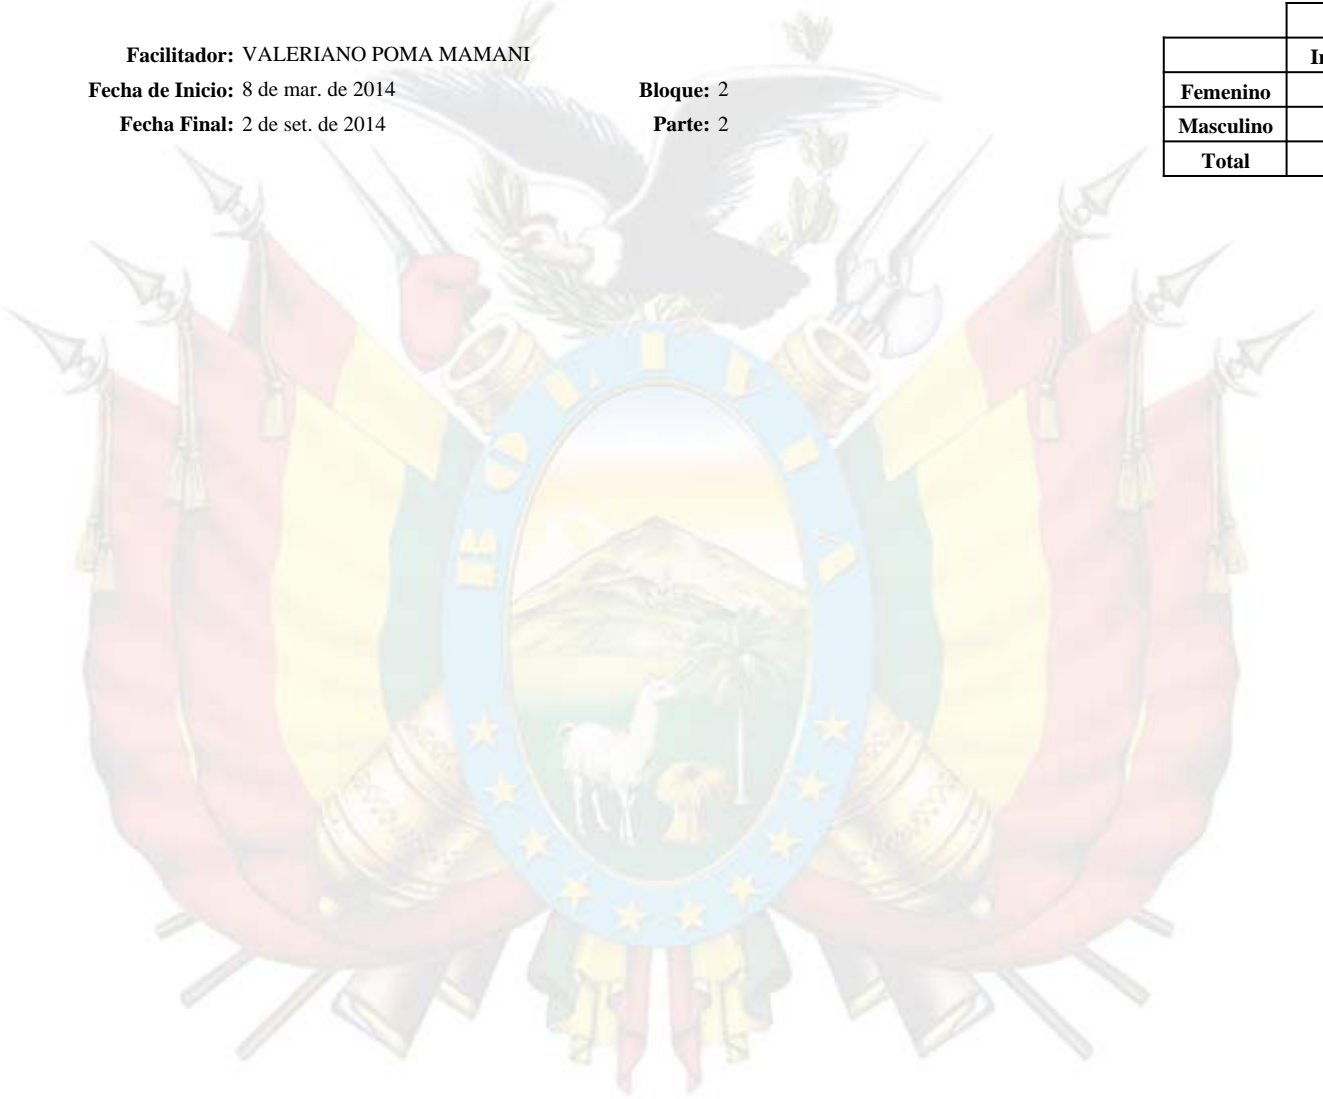 Facilitador: VALERIANO POMA MAMANI
Fecha de Inicio: 8 de mar. de 2014 Bloque: 2
Fecha Final: 2 de set. de 2014 Parte: 2
Femenino
Masculino
Total
BOLIVIA